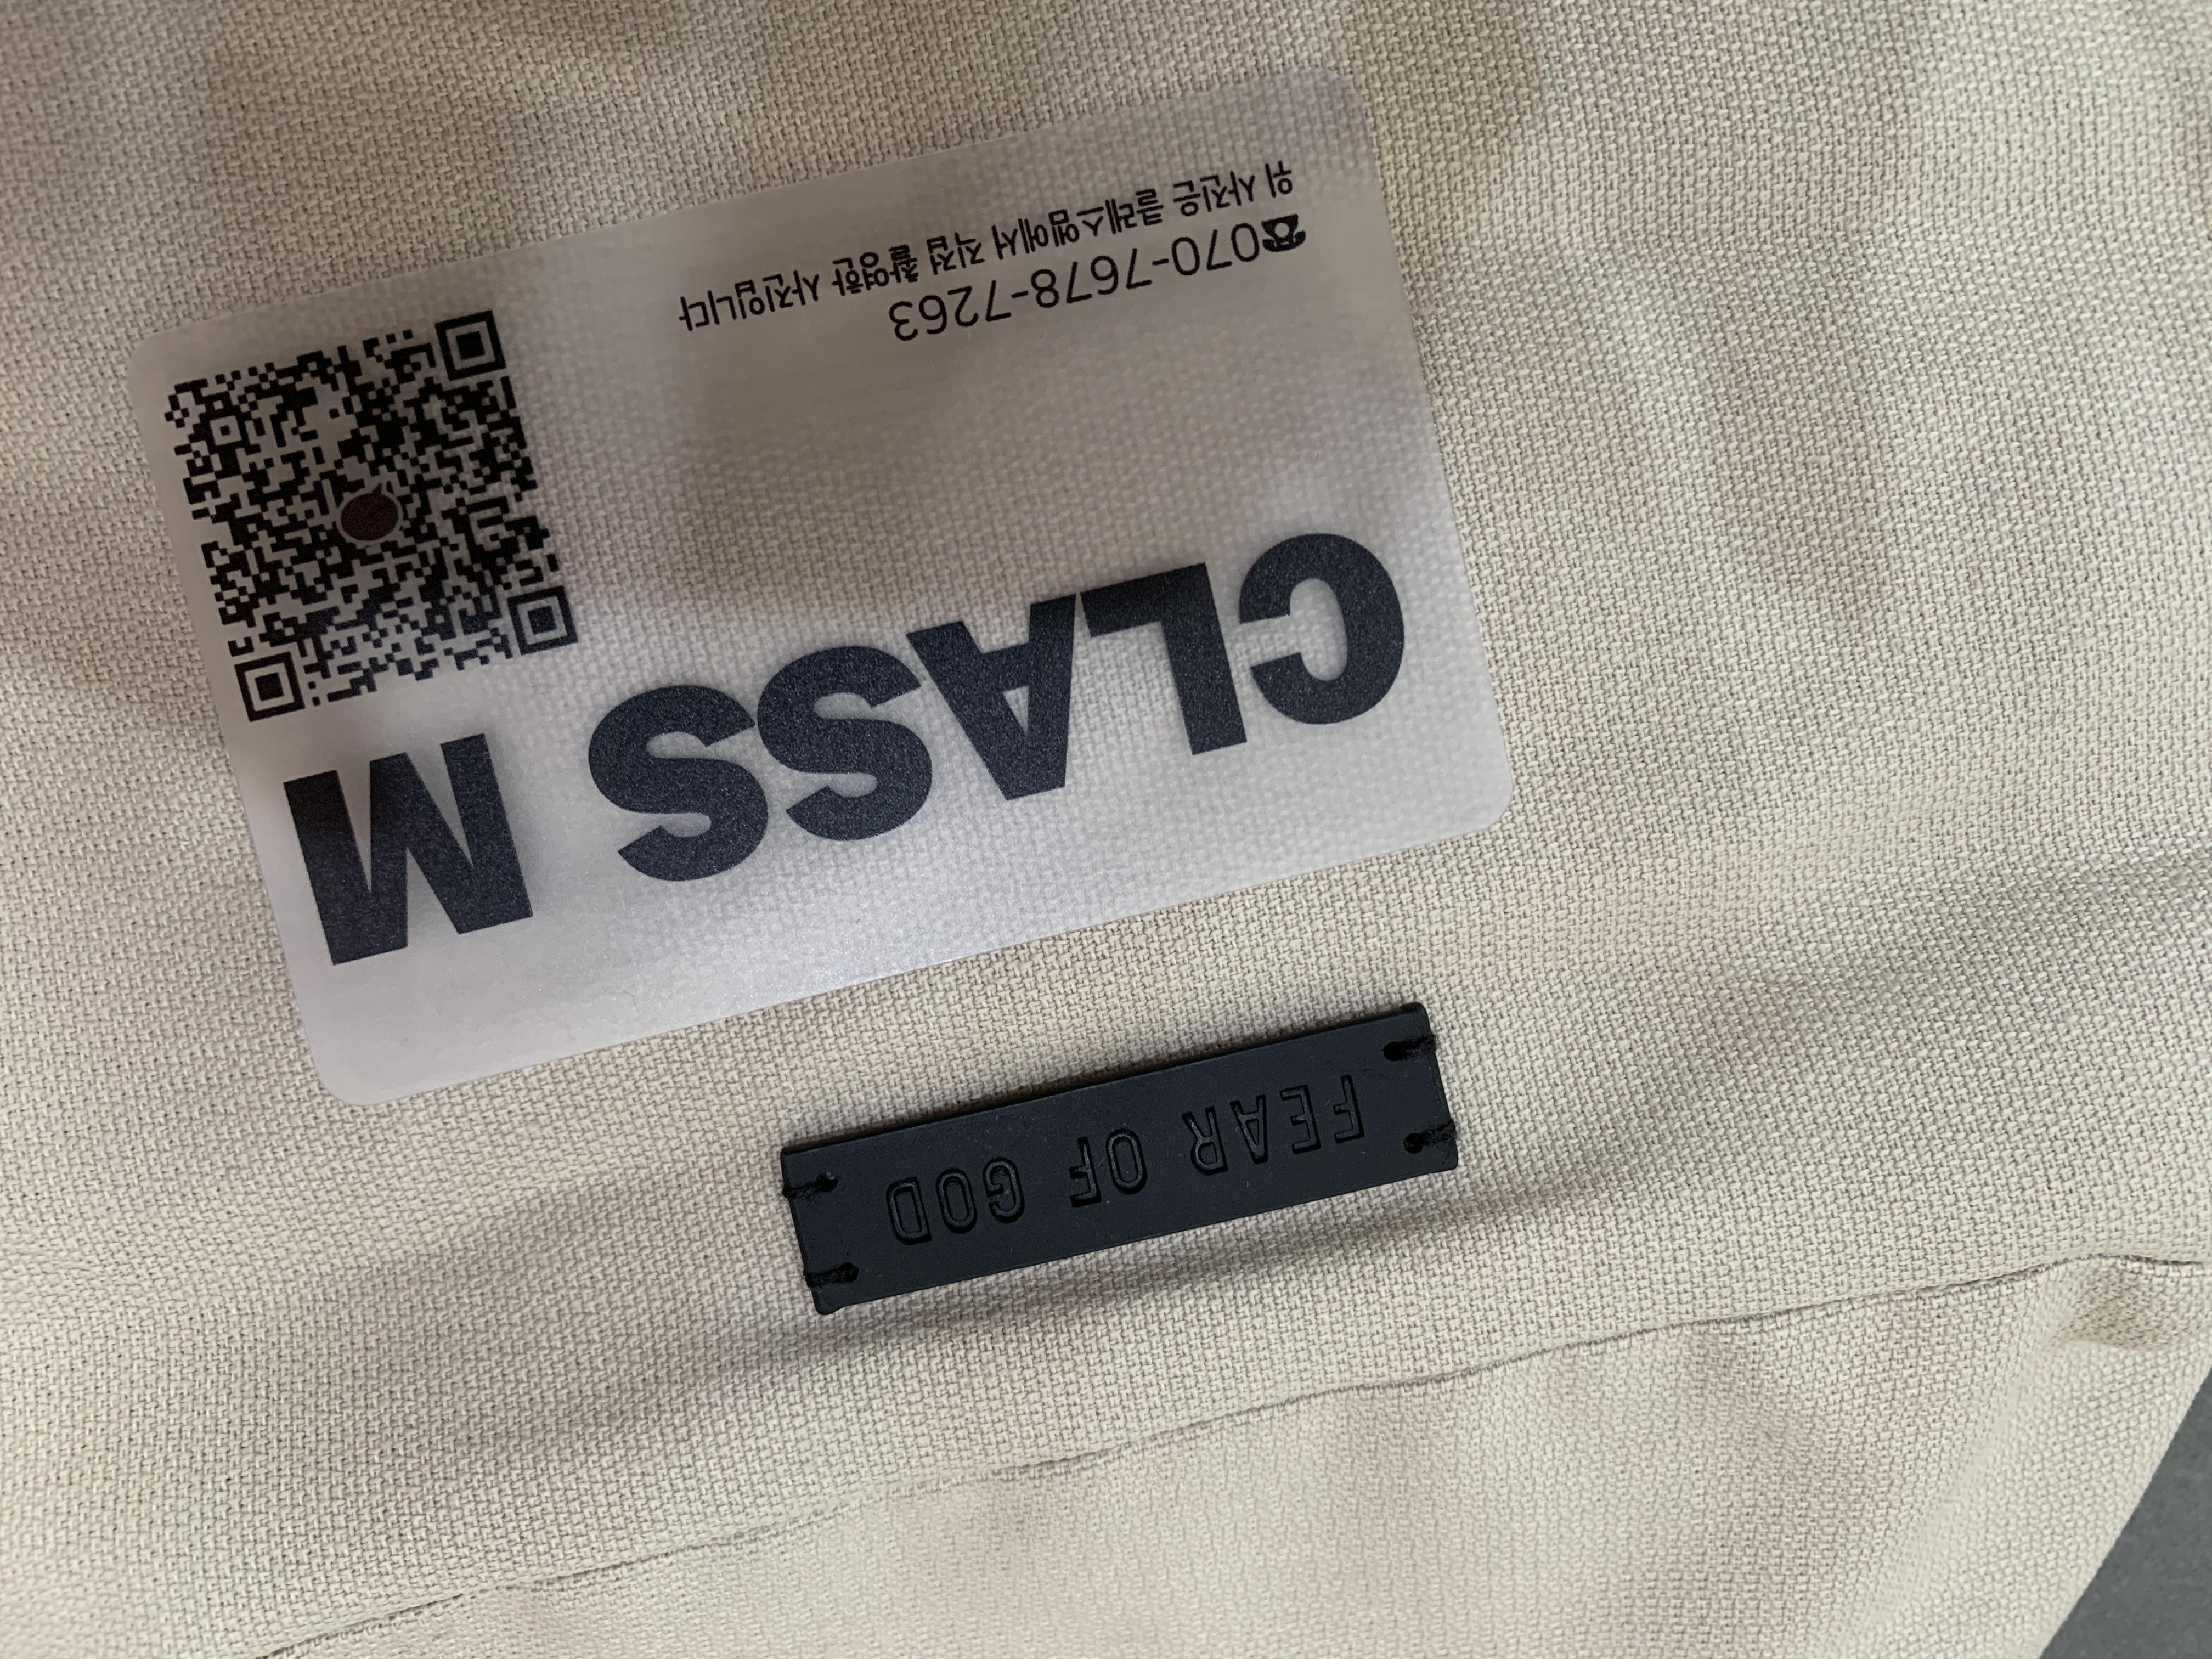 CLASS M
☎070-7678-7263
위 사진은 클레스엠에서 직접 촬영한 사진입니다
FEAR OF GOD